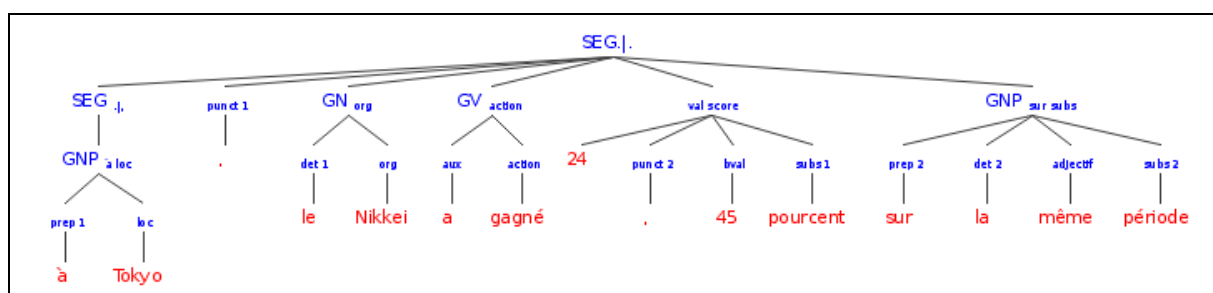 SEG.|.
SEG .|, punct 1 GN org GV action val score GNP sur subs
GNP à loc , det 1 org aux action 24 punct 2 bval subs 1 prep 2 det 2 adjectif subs 2
prep 1 loc le Nikkei a gagné , 45 pourcent sur la même période
à Tokyo